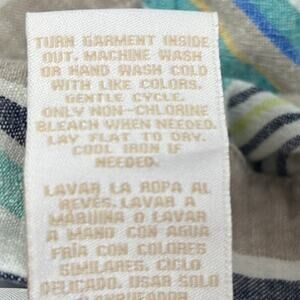 TURN GARMENT INSIDE
OUT. MACHINE WASH
OR HAND WASH COLD
WITH LIKE COLORS.
GENTLE CYCLE.
ONLY NON-CHLORINE
BLEACH WHEN NEEDED.
LAY FLAT TO DRY.
COOL IRON IF
NEEDED.
LAVAR LA ROPA AL
REVÉS. LAVAR A
MÁQUINA O LAVAR
A MANO CON AGUA
FRÍA CON COLORES
SIMILARES. CICLO
DELICADO. USAR SOLO
BLANQUEADOR